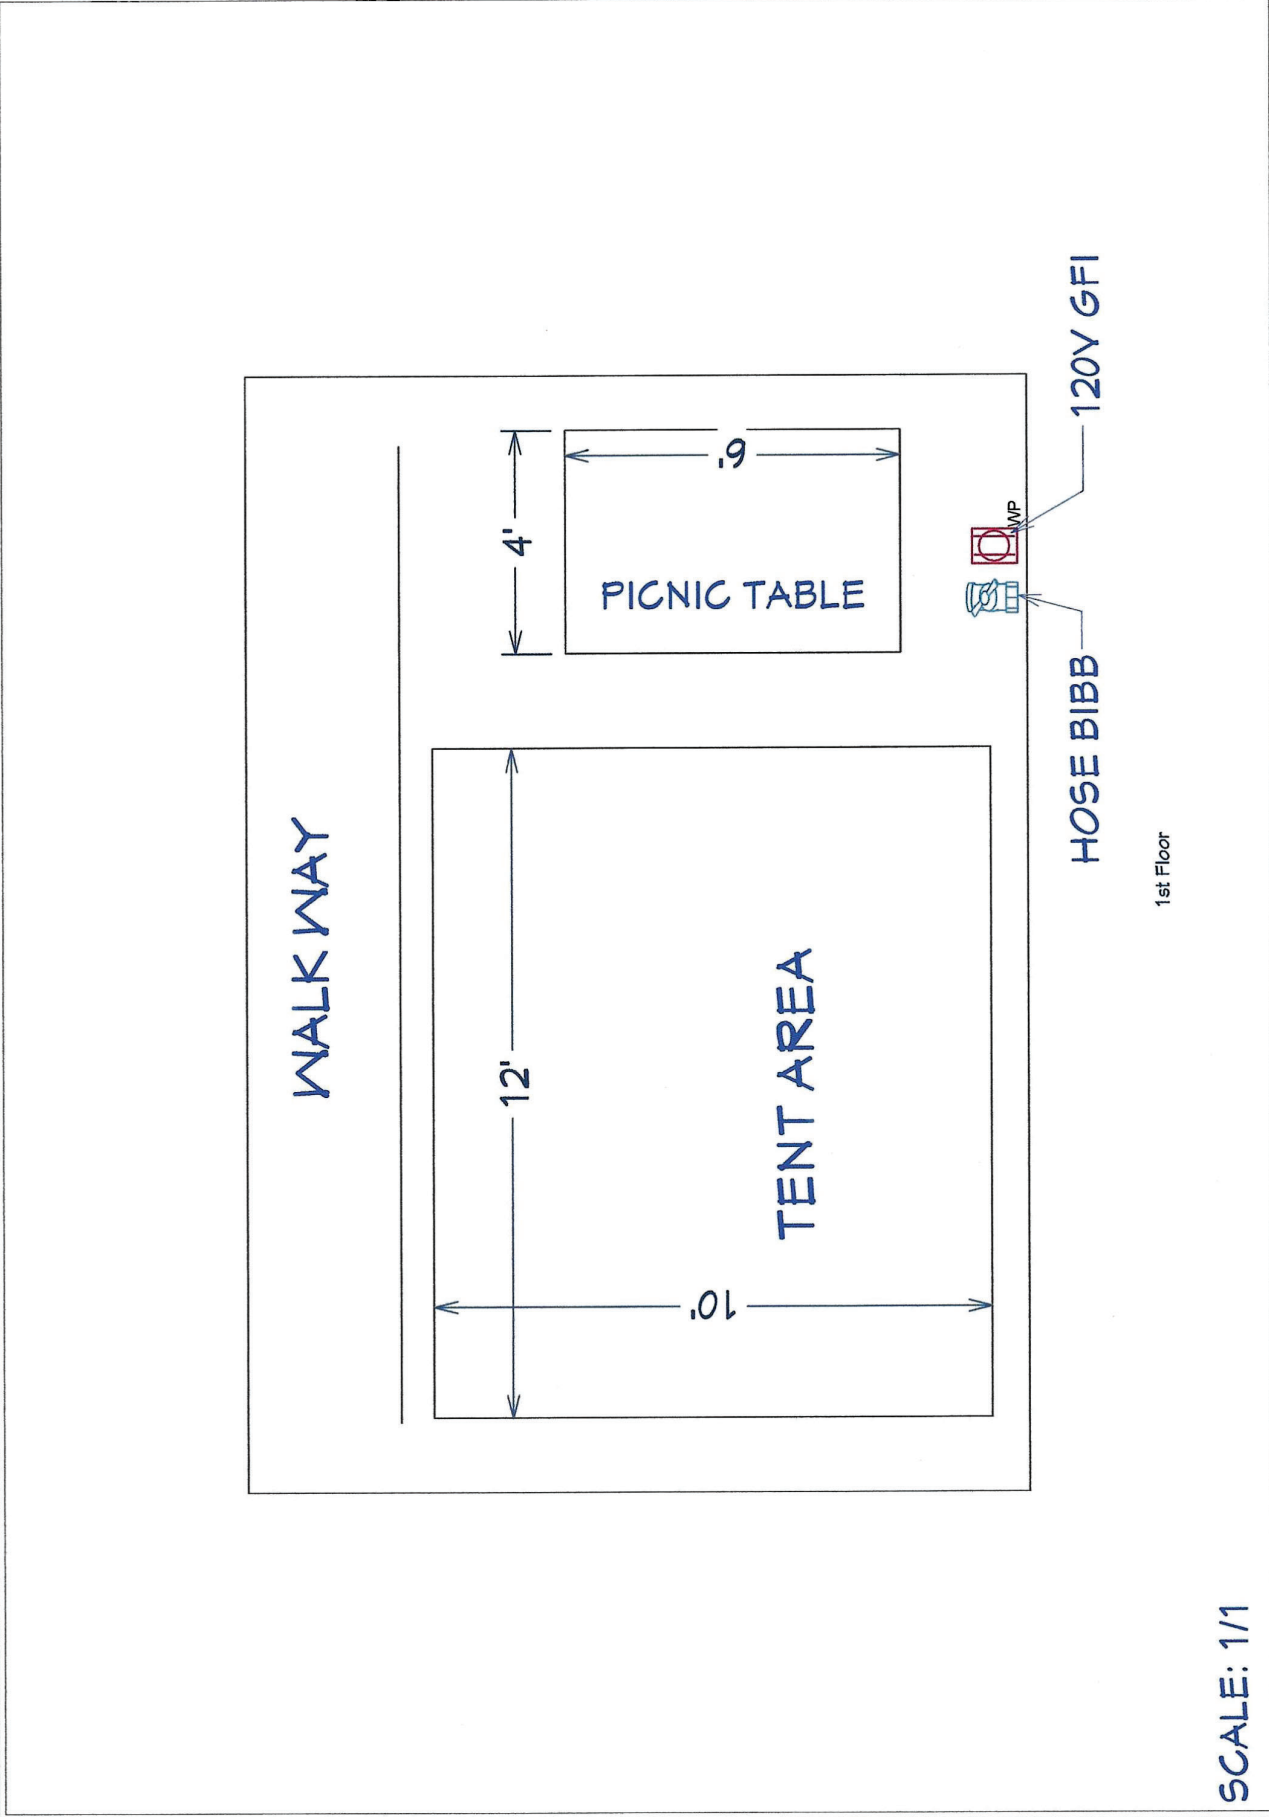 WALK WAY
12'
4'
10'
6'
PICNIC TABLE
TENT AREA
WP
HOSE BIBB
120V GFI
1st Floor
SCALE: 1/1